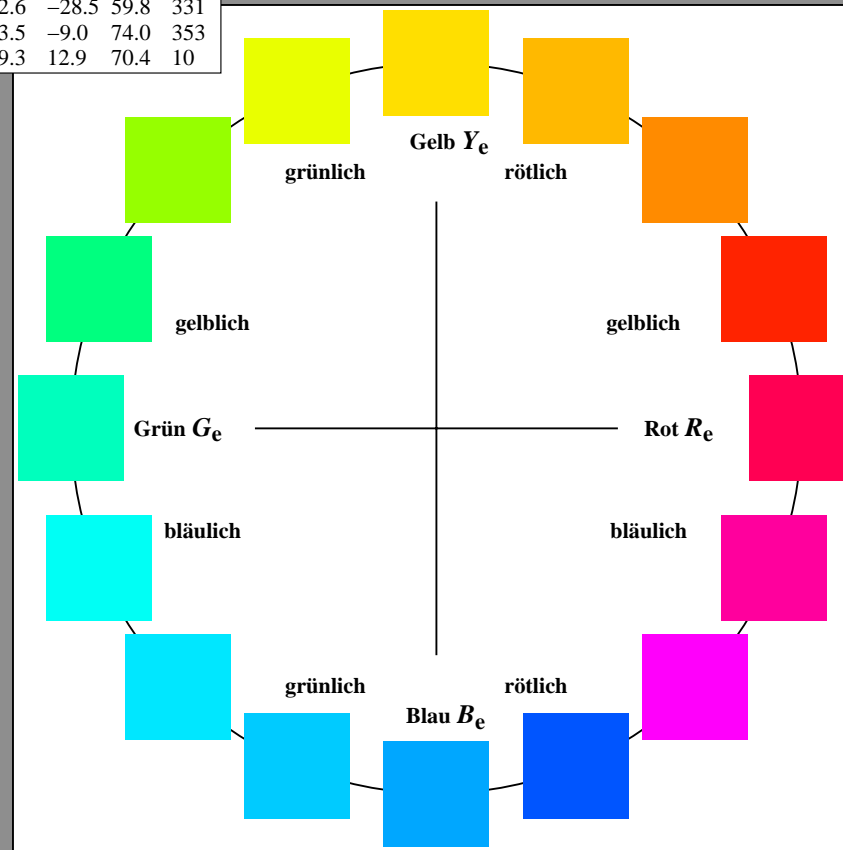 2.6 −28.5 59.8 331
3.5 −9.0 74.0 353
9.3 12.9 70.4 10
Gelb Ye
grünlich rötlich
gelblich gelblich
Grün Ge Rot Re
bläulich bläulich
grünlich rötlich
Blau Be